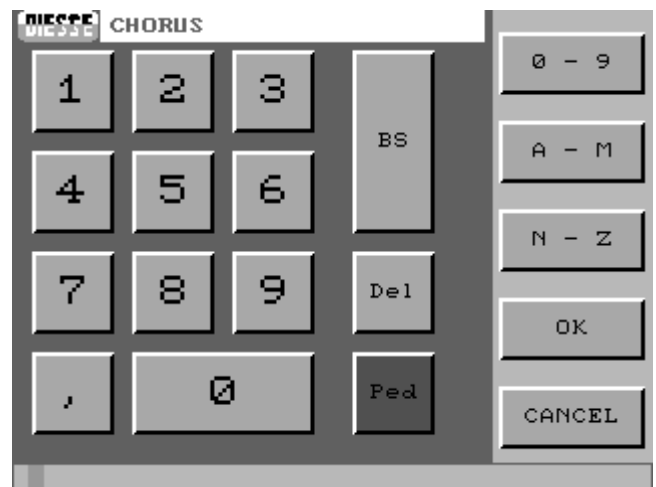 DIESSE CHORUS
1 2 3 BS
4 5 6
7 8 9 Del
, 0 Ped
0 - 9
A - M
N - Z
OK
CANCEL